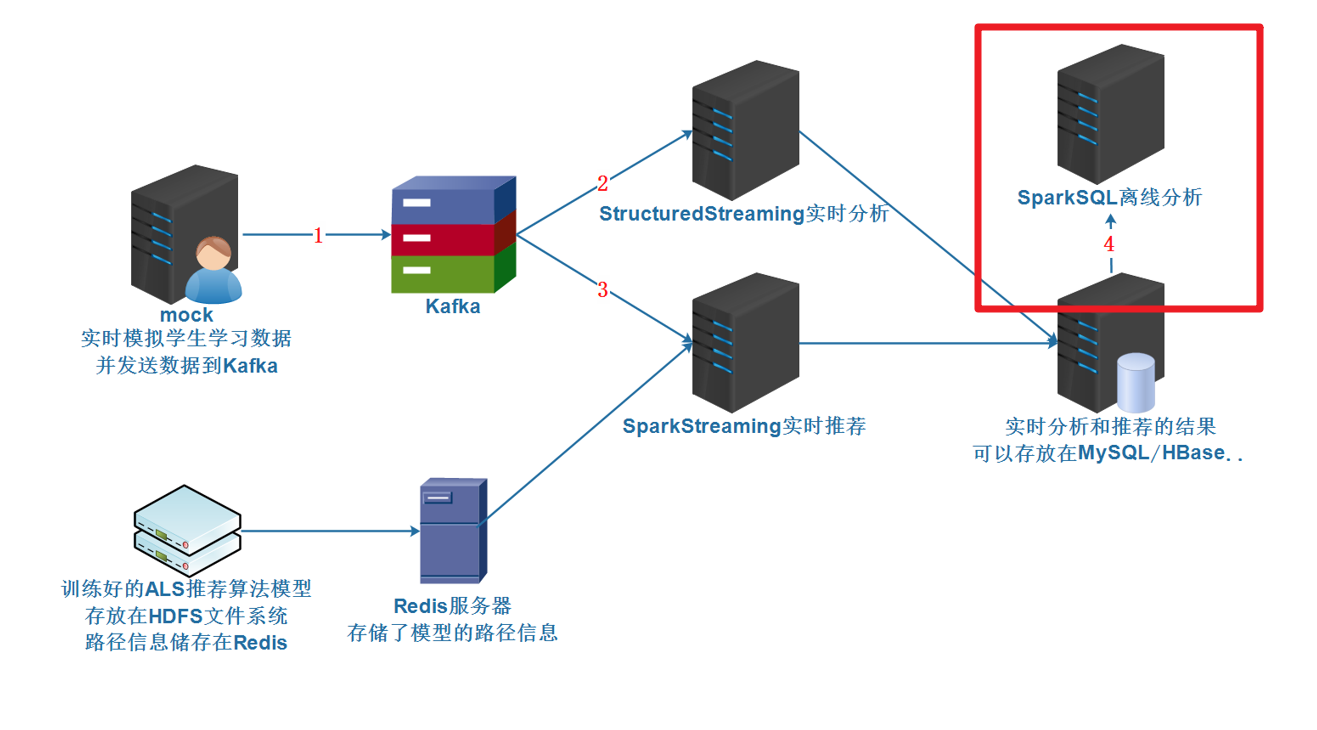 1
2
3
4
mock
实时模拟学生学习数据
并发送数据到Kafka
Kafka
StructuredStreaming实时分析
SparkStreaming实时推荐
SparkSQL离线分析
实时分析和推荐的结果
可以存放在MySQL/HBase..
训练好的ALS推荐算法模型
存放在HDFS文件系统
路径信息储存在Redis
Redis服务器
存储了模型的路径信息